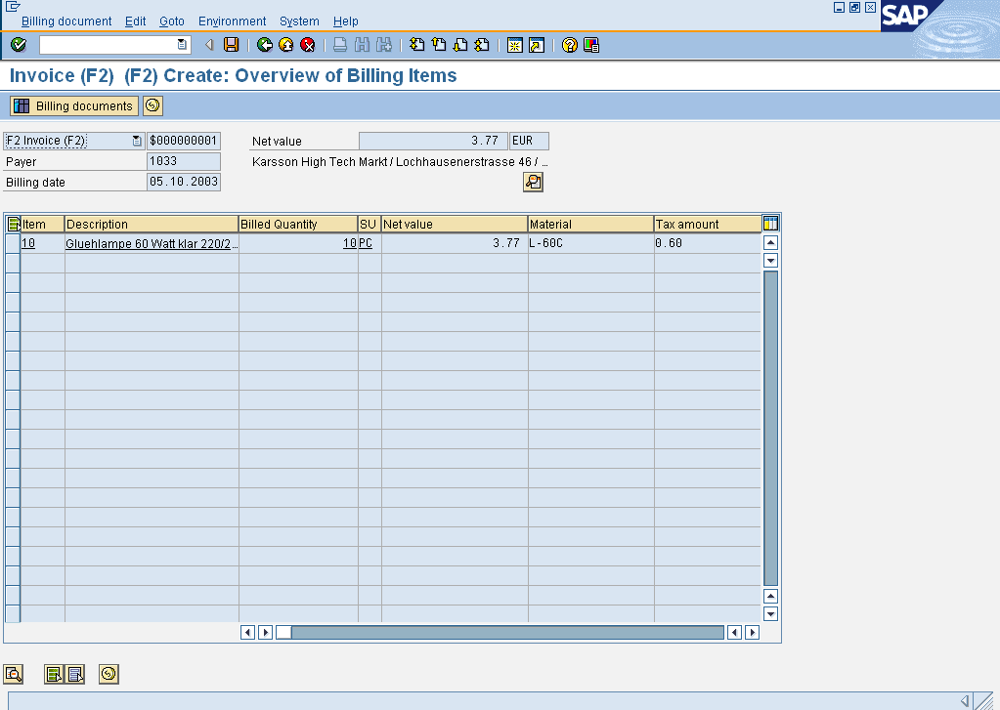 Billing document Edit Goto Environment System Help
SAP
Invoice (F2) (F2) Create: Overview of Billing Items
Billing documents
F2 Invoice (F2) $000000001 Net value 3.77 EUR
Payer 1033 Karsson High Tech Markt / Lochhausenerstrasse 46 / ...
Billing date 05.10.2003
Item Description Billed Quantity SU Net value Material Tax amount
10 Gluehlampe 60 Watt klar 220/2... 10 PC 3.77 L-60C 0.60